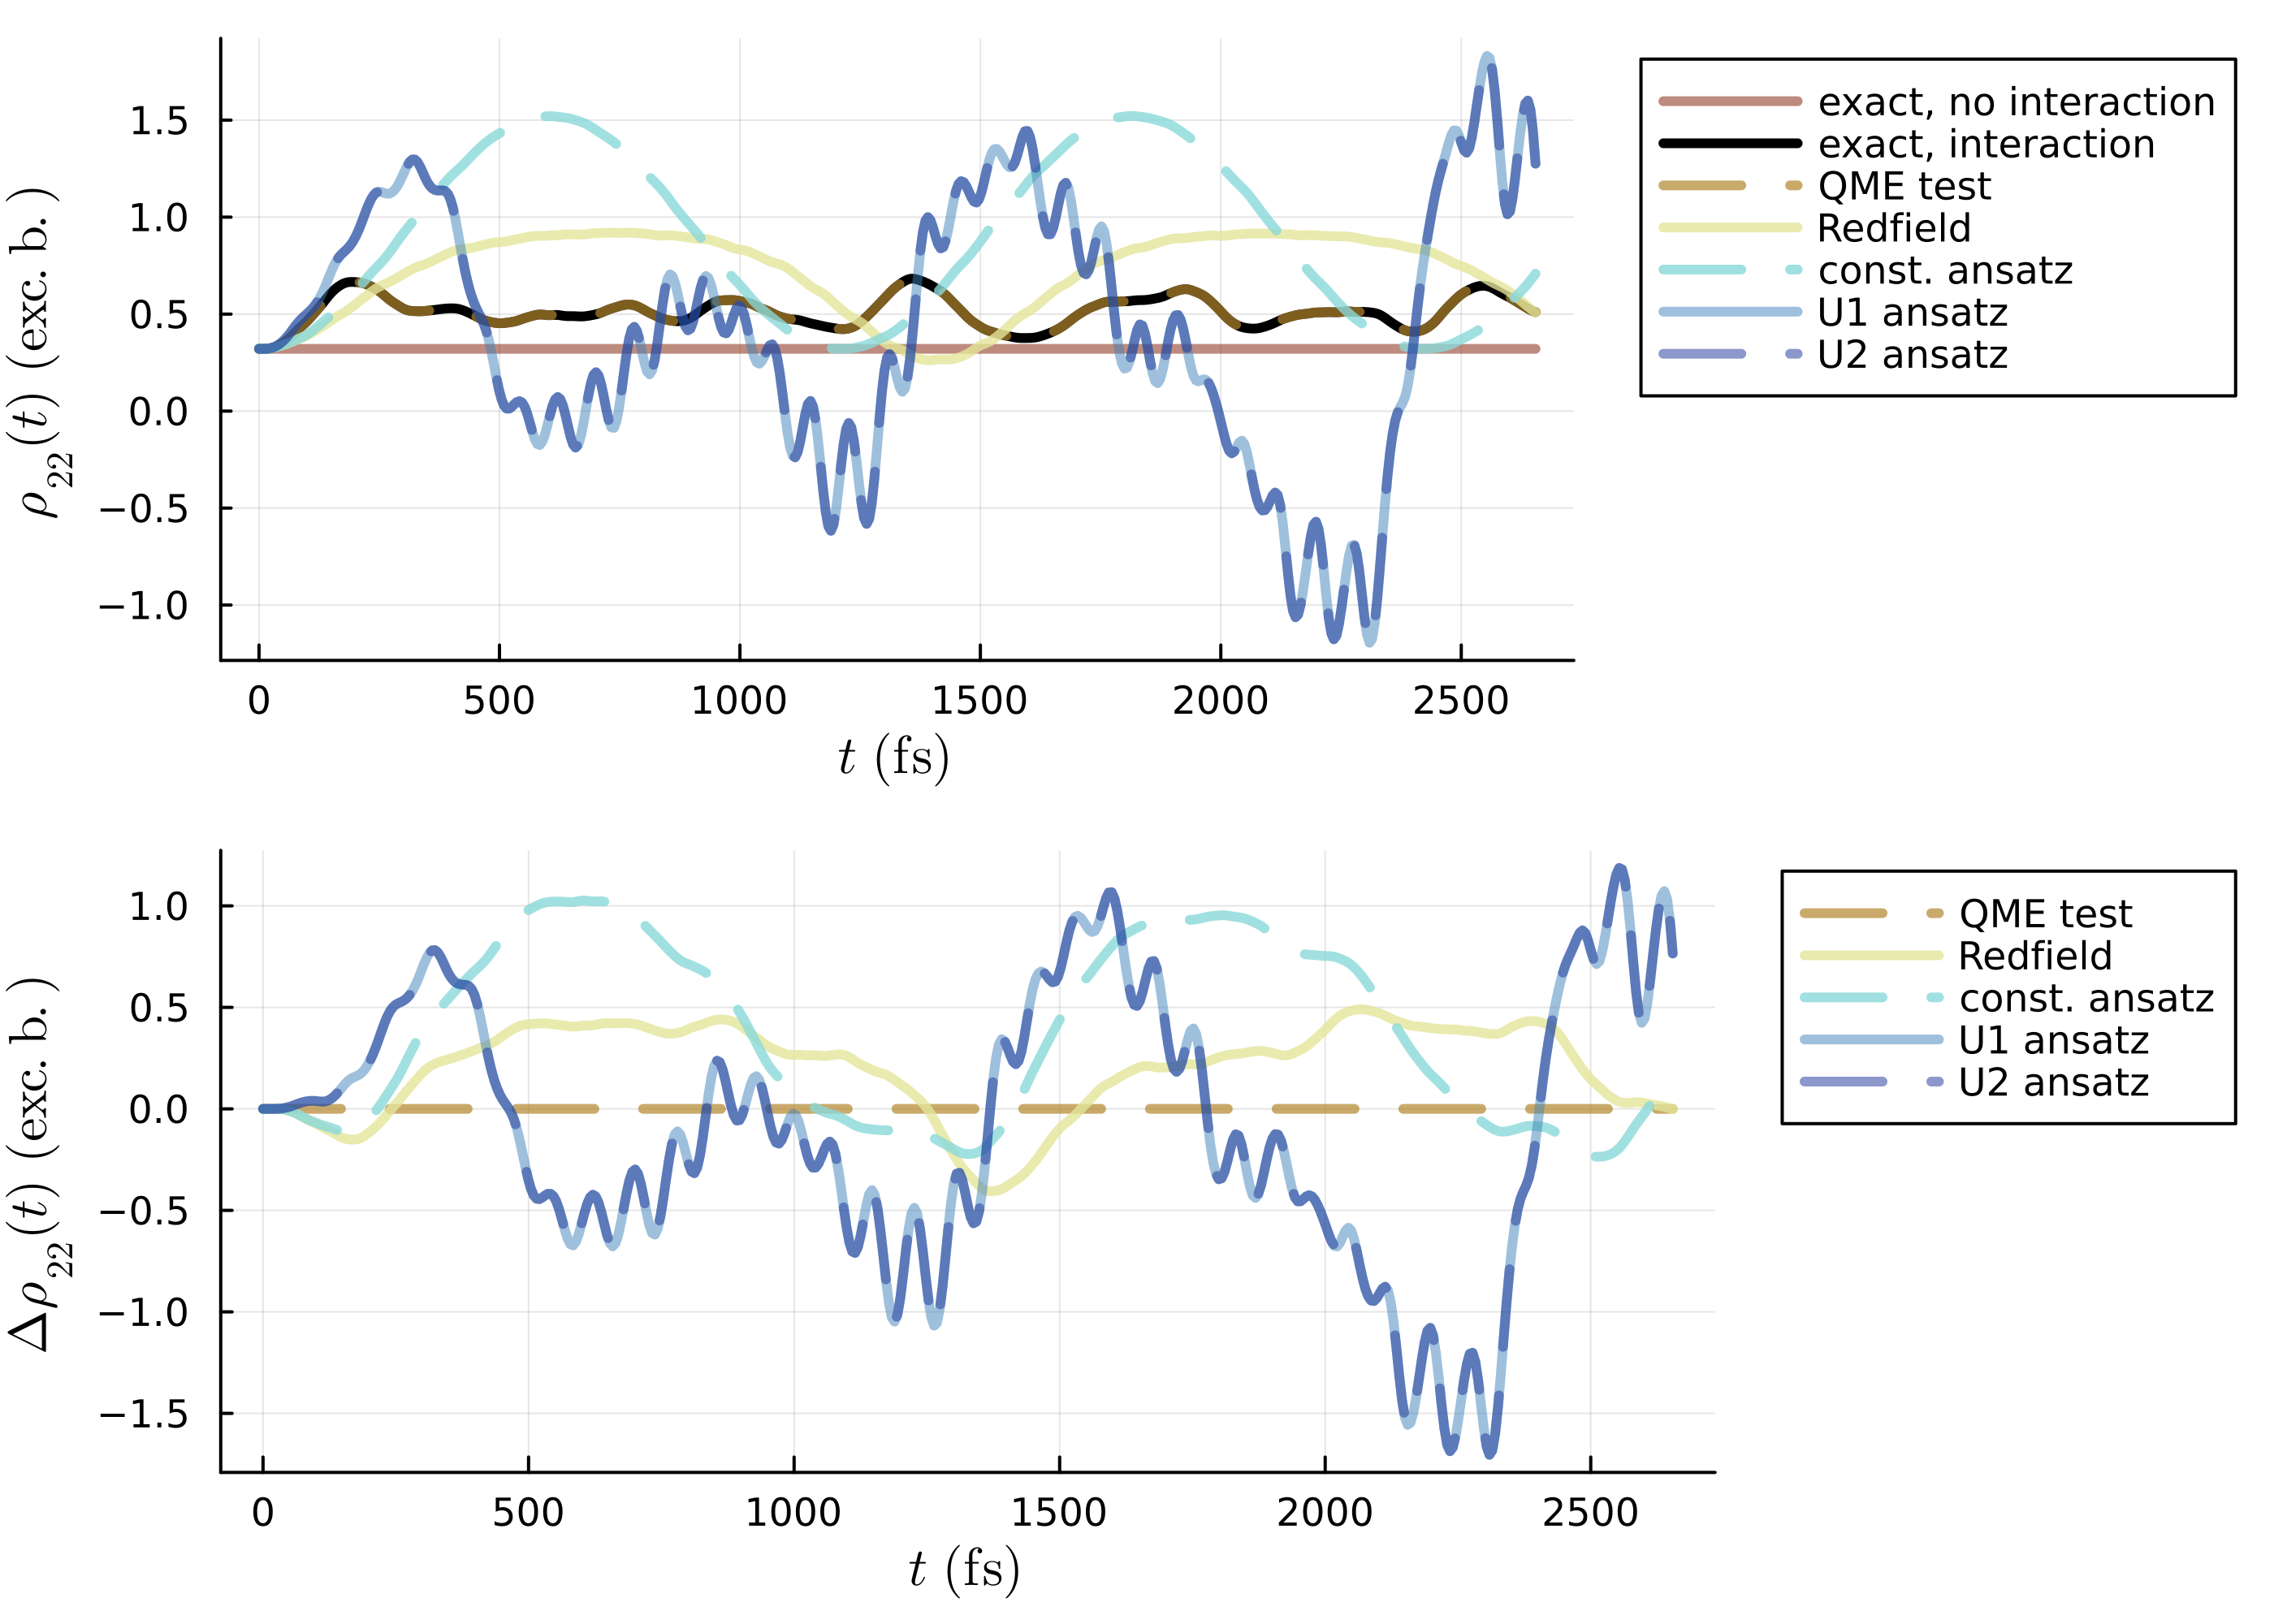 ρ₂₂(t) (exc. b. )
1.5
1.0
0.5
0.0
−0.5
−1.0
0 500 1000 1500 2000 2500
t (fs)
exact, no interaction
exact, interaction
QME test
Redfield
const. ansatz
U1 ansatz
U2 ansatz
Δρ₂₂(t) (exc. b. )
1.0
0.5
0.0
−0.5
−1.0
−1.5
0 500 1000 1500 2000 2500
t (fs)
QME test
Redfield
const. ansatz
U1 ansatz
U2 ansatz